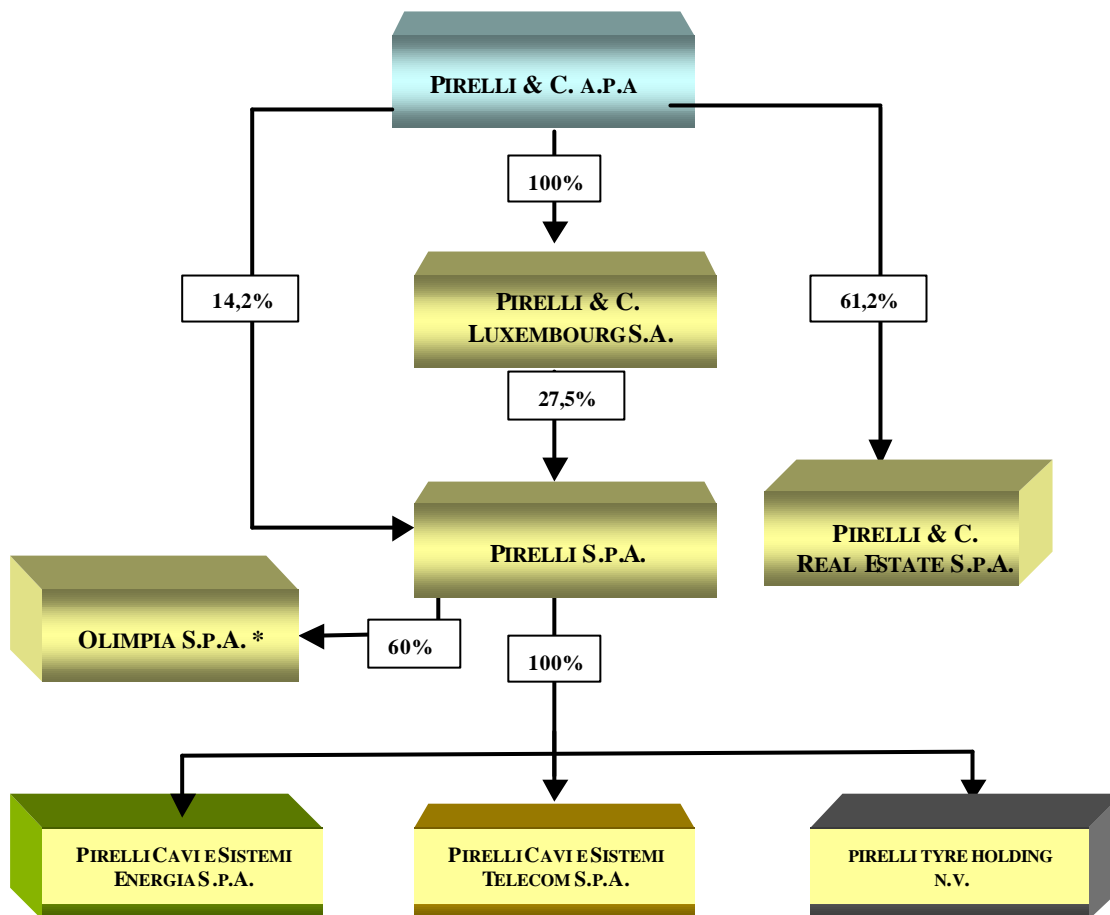 PIRELLI & C. A.P.A
100%
14,2%
PIRELLI & C.
LUXEMBOURG S.A.
61,2%
27,5%
PIRELLI S.P.A.
PIRELLI & C.
REAL ESTATE S.P.A.
OLIMPIA S.P.A. *
60%
100%
PIRELLI CAVI E SISTEMI
ENERGIA S.P.A.
PIRELLI CAVI E SISTEMI
TELECOM S.P.A.
PIRELLI TYRE HOLDING
N.V.